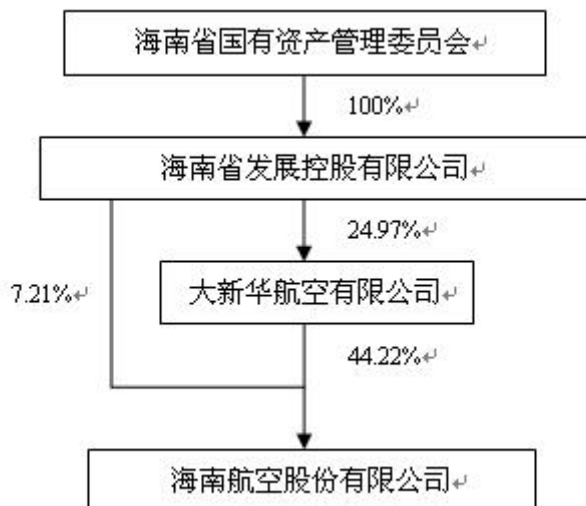 海南省国有资产管理委员会↵
100%↵
海南省发展控股有限公司↵
24.97%↵
7.21%↵
大新华航空有限公司↵
44.22%↵
海南航空股份有限公司↵